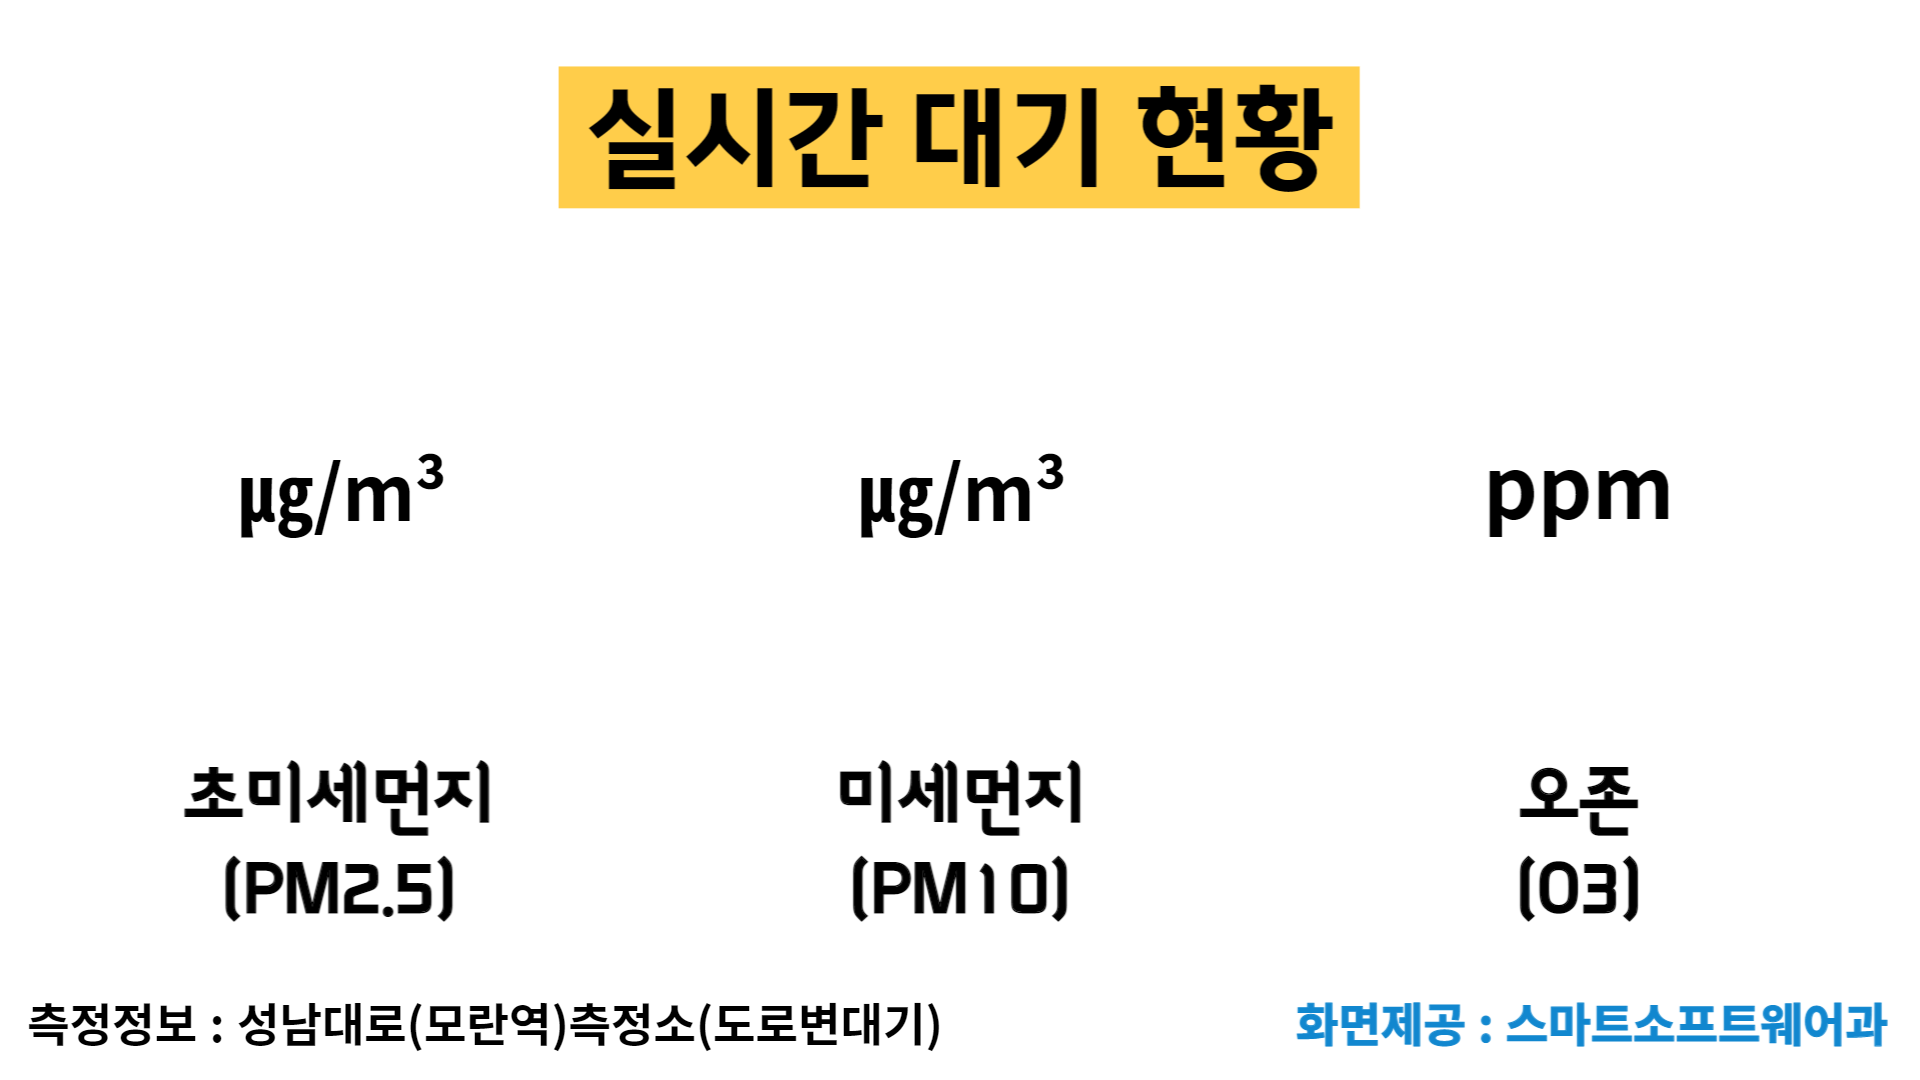 실시간 대기 현황
㎍/m³ ㎍/m³ ppm
초미세먼지 미세먼지 오존
(PM2.5) (PM10) (O3)
측정정보 : 성남대로(모란역)측정소(도로변대기) 화면제공 : 스마트소프트웨어과